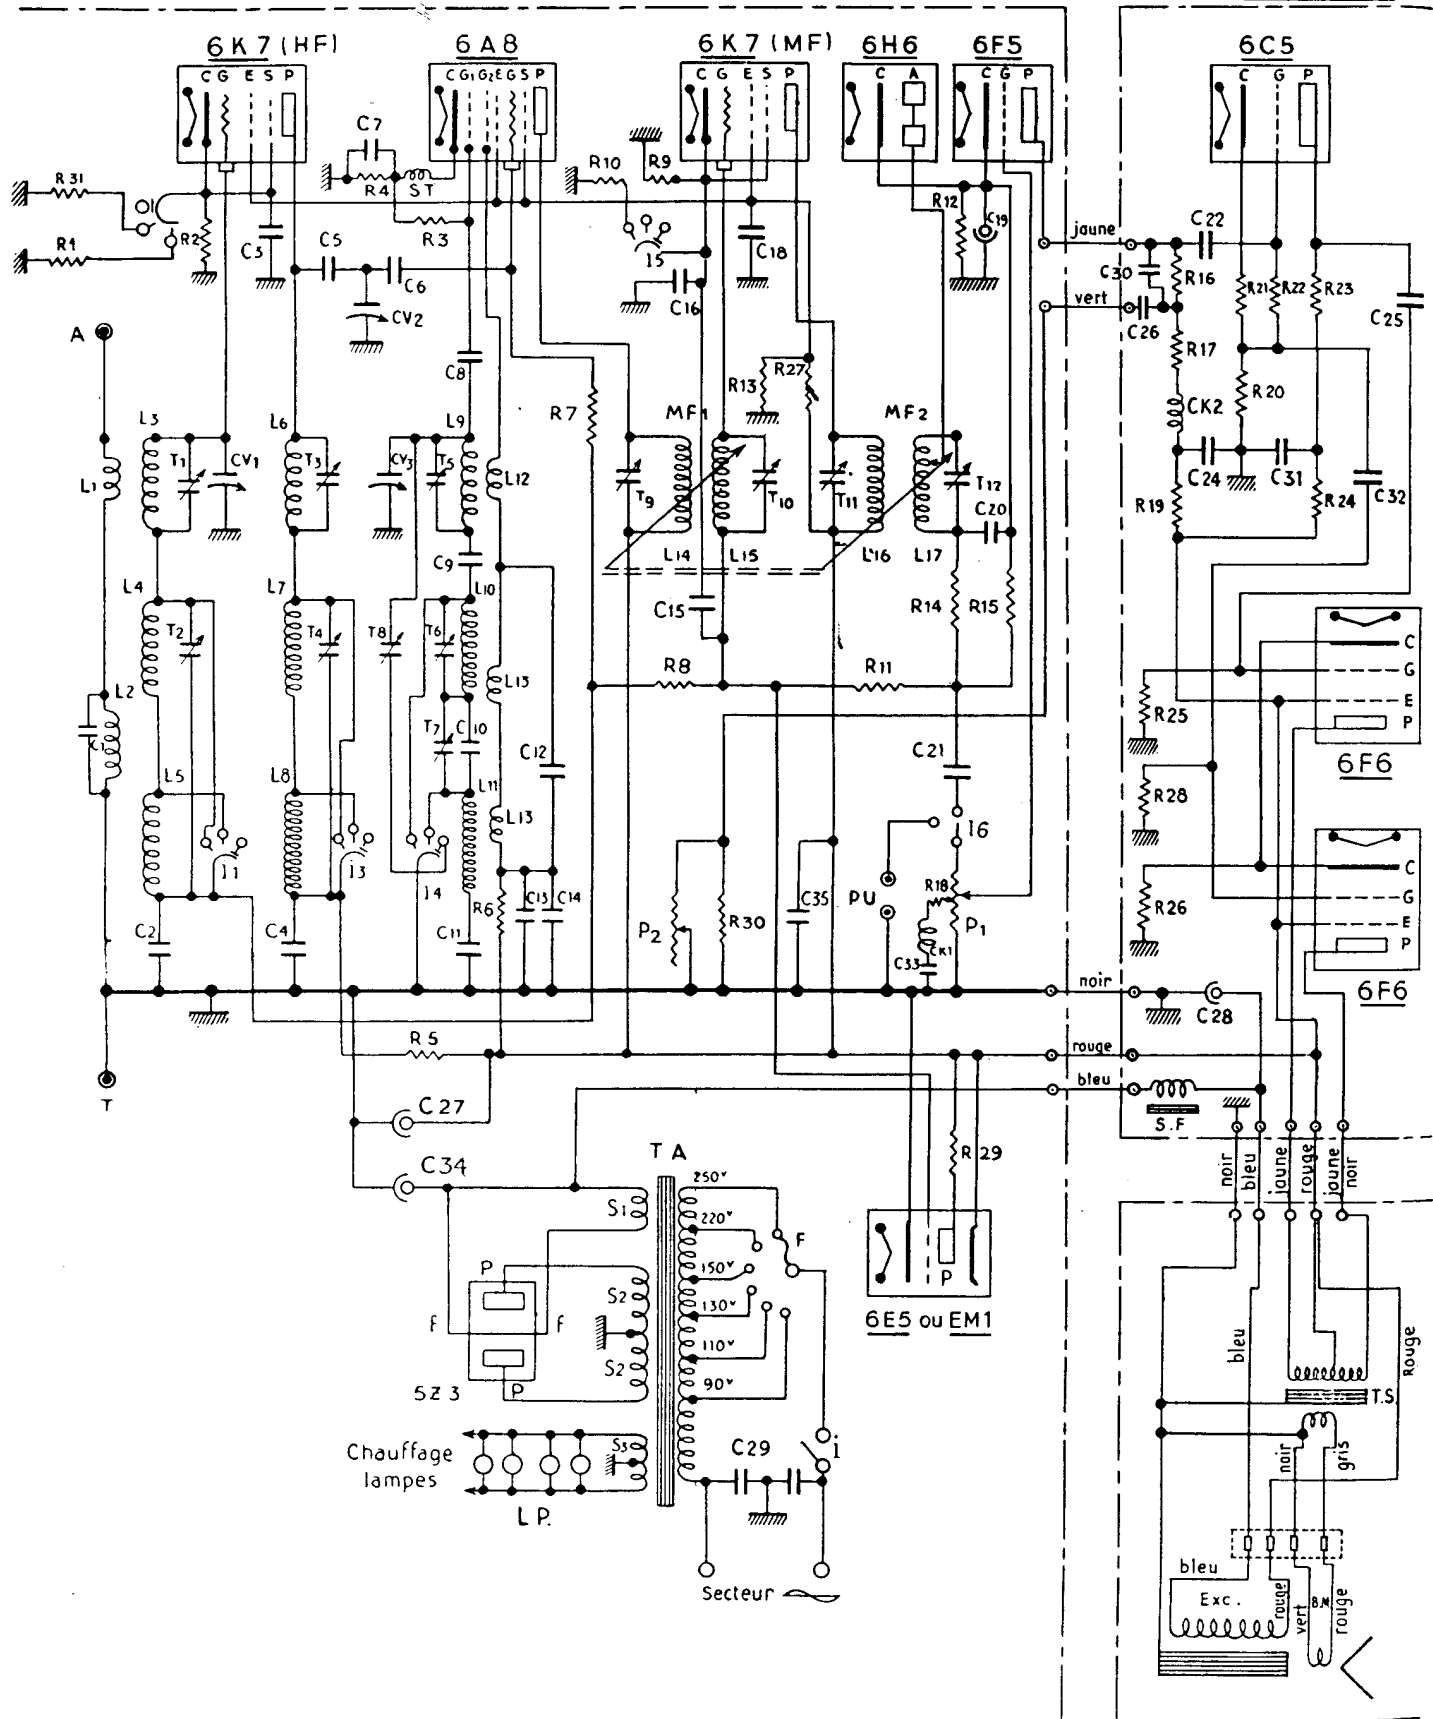 6K7 (HF) 6A8 6K7 (MF) 6H6 6F5 6C5
C G E S P
C G1 G2 E G S P
C G E S P
C A
C G P
C G P
C7
R31
R4
ST
R10
R9
R12
C19
R1
R2
C3
R3
C5
C6
CV2
I5
C16
C18
jaune
C22
C30
R16
vert
C26
R21
R22
R23
C25
A
C8
R7
R13
R27
R17
CK2
R20
L3
L6
L9
MF1
MF2
L1
T1
CV1
T3
CV3
T5
L12
T9
T10
T11
T12
C20
C24
C31
R19
R24
C32
C9
L14
L15
L16
L17
L4
L7
L10
C15
R14
R15
T2
T4
T8
T6
L2
C1
L13
R8
R11
C
G
E
P
6F6
R25
T7
C10
C12
C21
L5
L8
L11
L13
I6
R28
I1
I3
I4
PU
R18
P1
C
G
E
P
6F6
R26
C2
C4
C11
R6
C13
C14
P2
R30
C35
C33
CK1
noir
C28
R5
rouge
bleu
S.F
T
C27
C34
T A
R29
noir
bleu
jaune
rouge
jaune
noir
S1
250v
220v
150v
130v
110v
90v
F
P
F
F
P
5Z3
S2
S2
P
6E5 ou EM1
bleu
Rouge
T.S.
Chauffage
lampes
S3
L P.
C29
i
noir
gris
Secteur
bleu
Exc.
rouge
vert
B.M
rouge